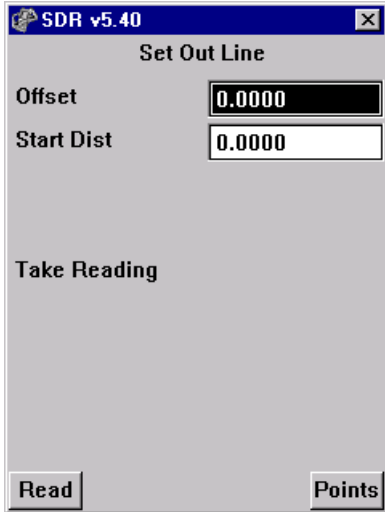 SDR v5.40
Set Out Line
Offset 0.0000
Start Dist 0.0000
Take Reading
Read Points